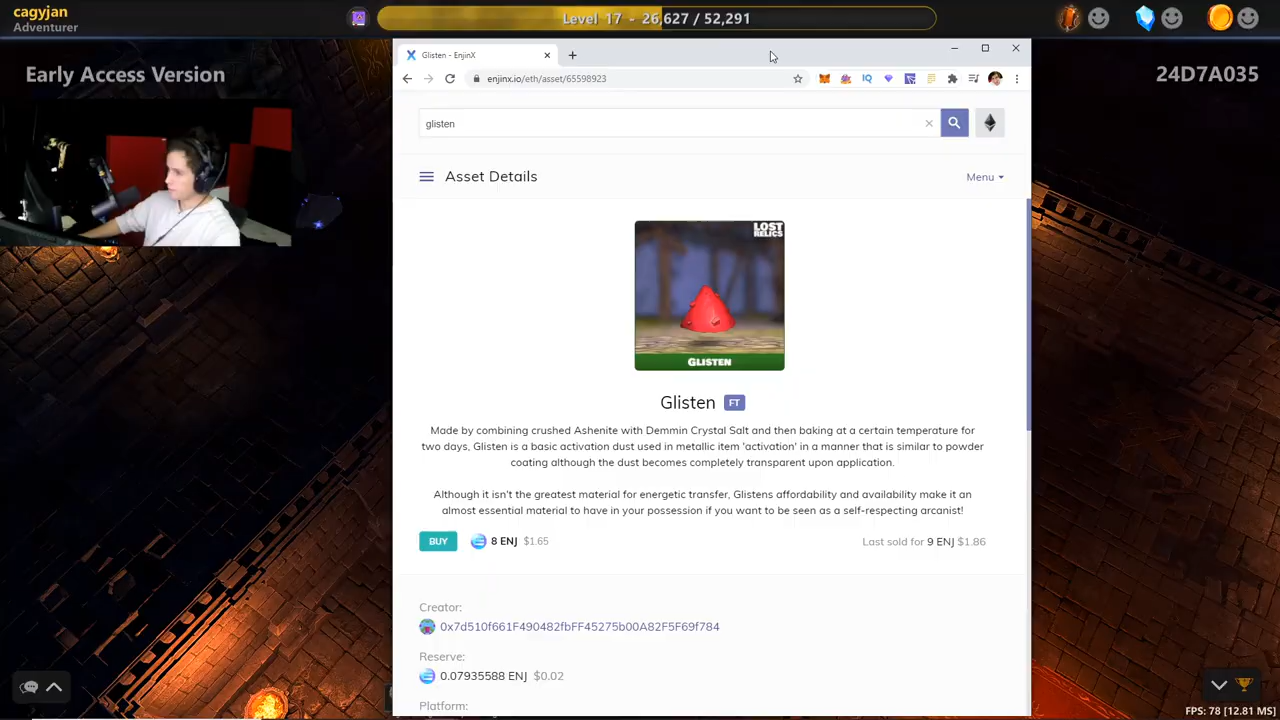 cagyjan
Adventurer
Level 17 - 26,627 / 52,291
Early Access Version
24D7A035
Glisten - EnjinX
enjinx.io/eth/asset/65598923
IQ
glisten
Asset Details
Menu
LOST
RELICS
GLISTEN
Glisten FT
Made by combining crushed Ashenite with Demmin Crystal Salt and then baking at a certain temperature for
two days, Glisten is a basic activation dust used in metallic item 'activation' in a manner that is similar to powder
coating although the dust becomes completely transparent upon application.
Although it isn't the greatest material for energetic transfer, Glistens affordability and availability make it an
almost essential material to have in your possession if you want to be seen as a self-respecting arcanist!
BUY 8 ENJ $1.65
Last sold for 9 ENJ $1.86
Creator:
0x7d510f661F490482fbFF45275b00A82F5F69f784
Reserve:
0.07935588 ENJ $0.02
Platform:
FPS: 78 [12.81 MS]